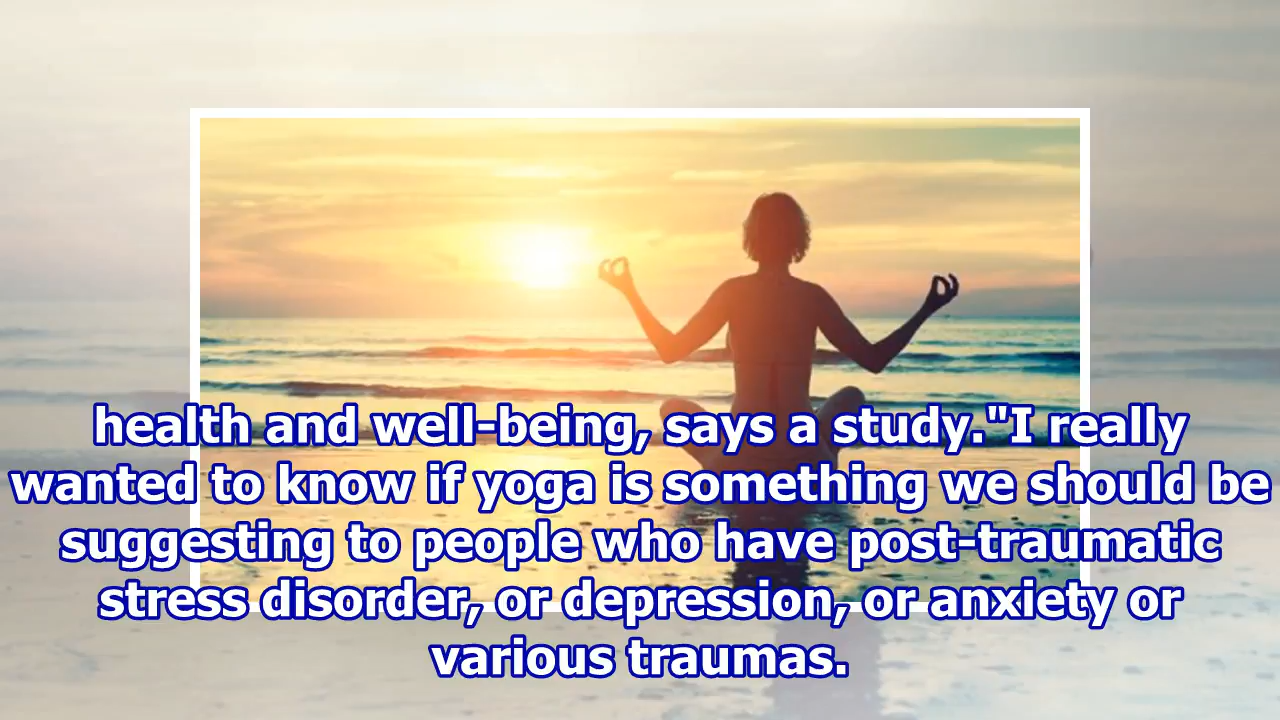 health and well-being, says a study."I really
wanted to know if yoga is something we should be
suggesting to people who have post-traumatic
stress disorder, or depression, or anxiety or
various traumas.